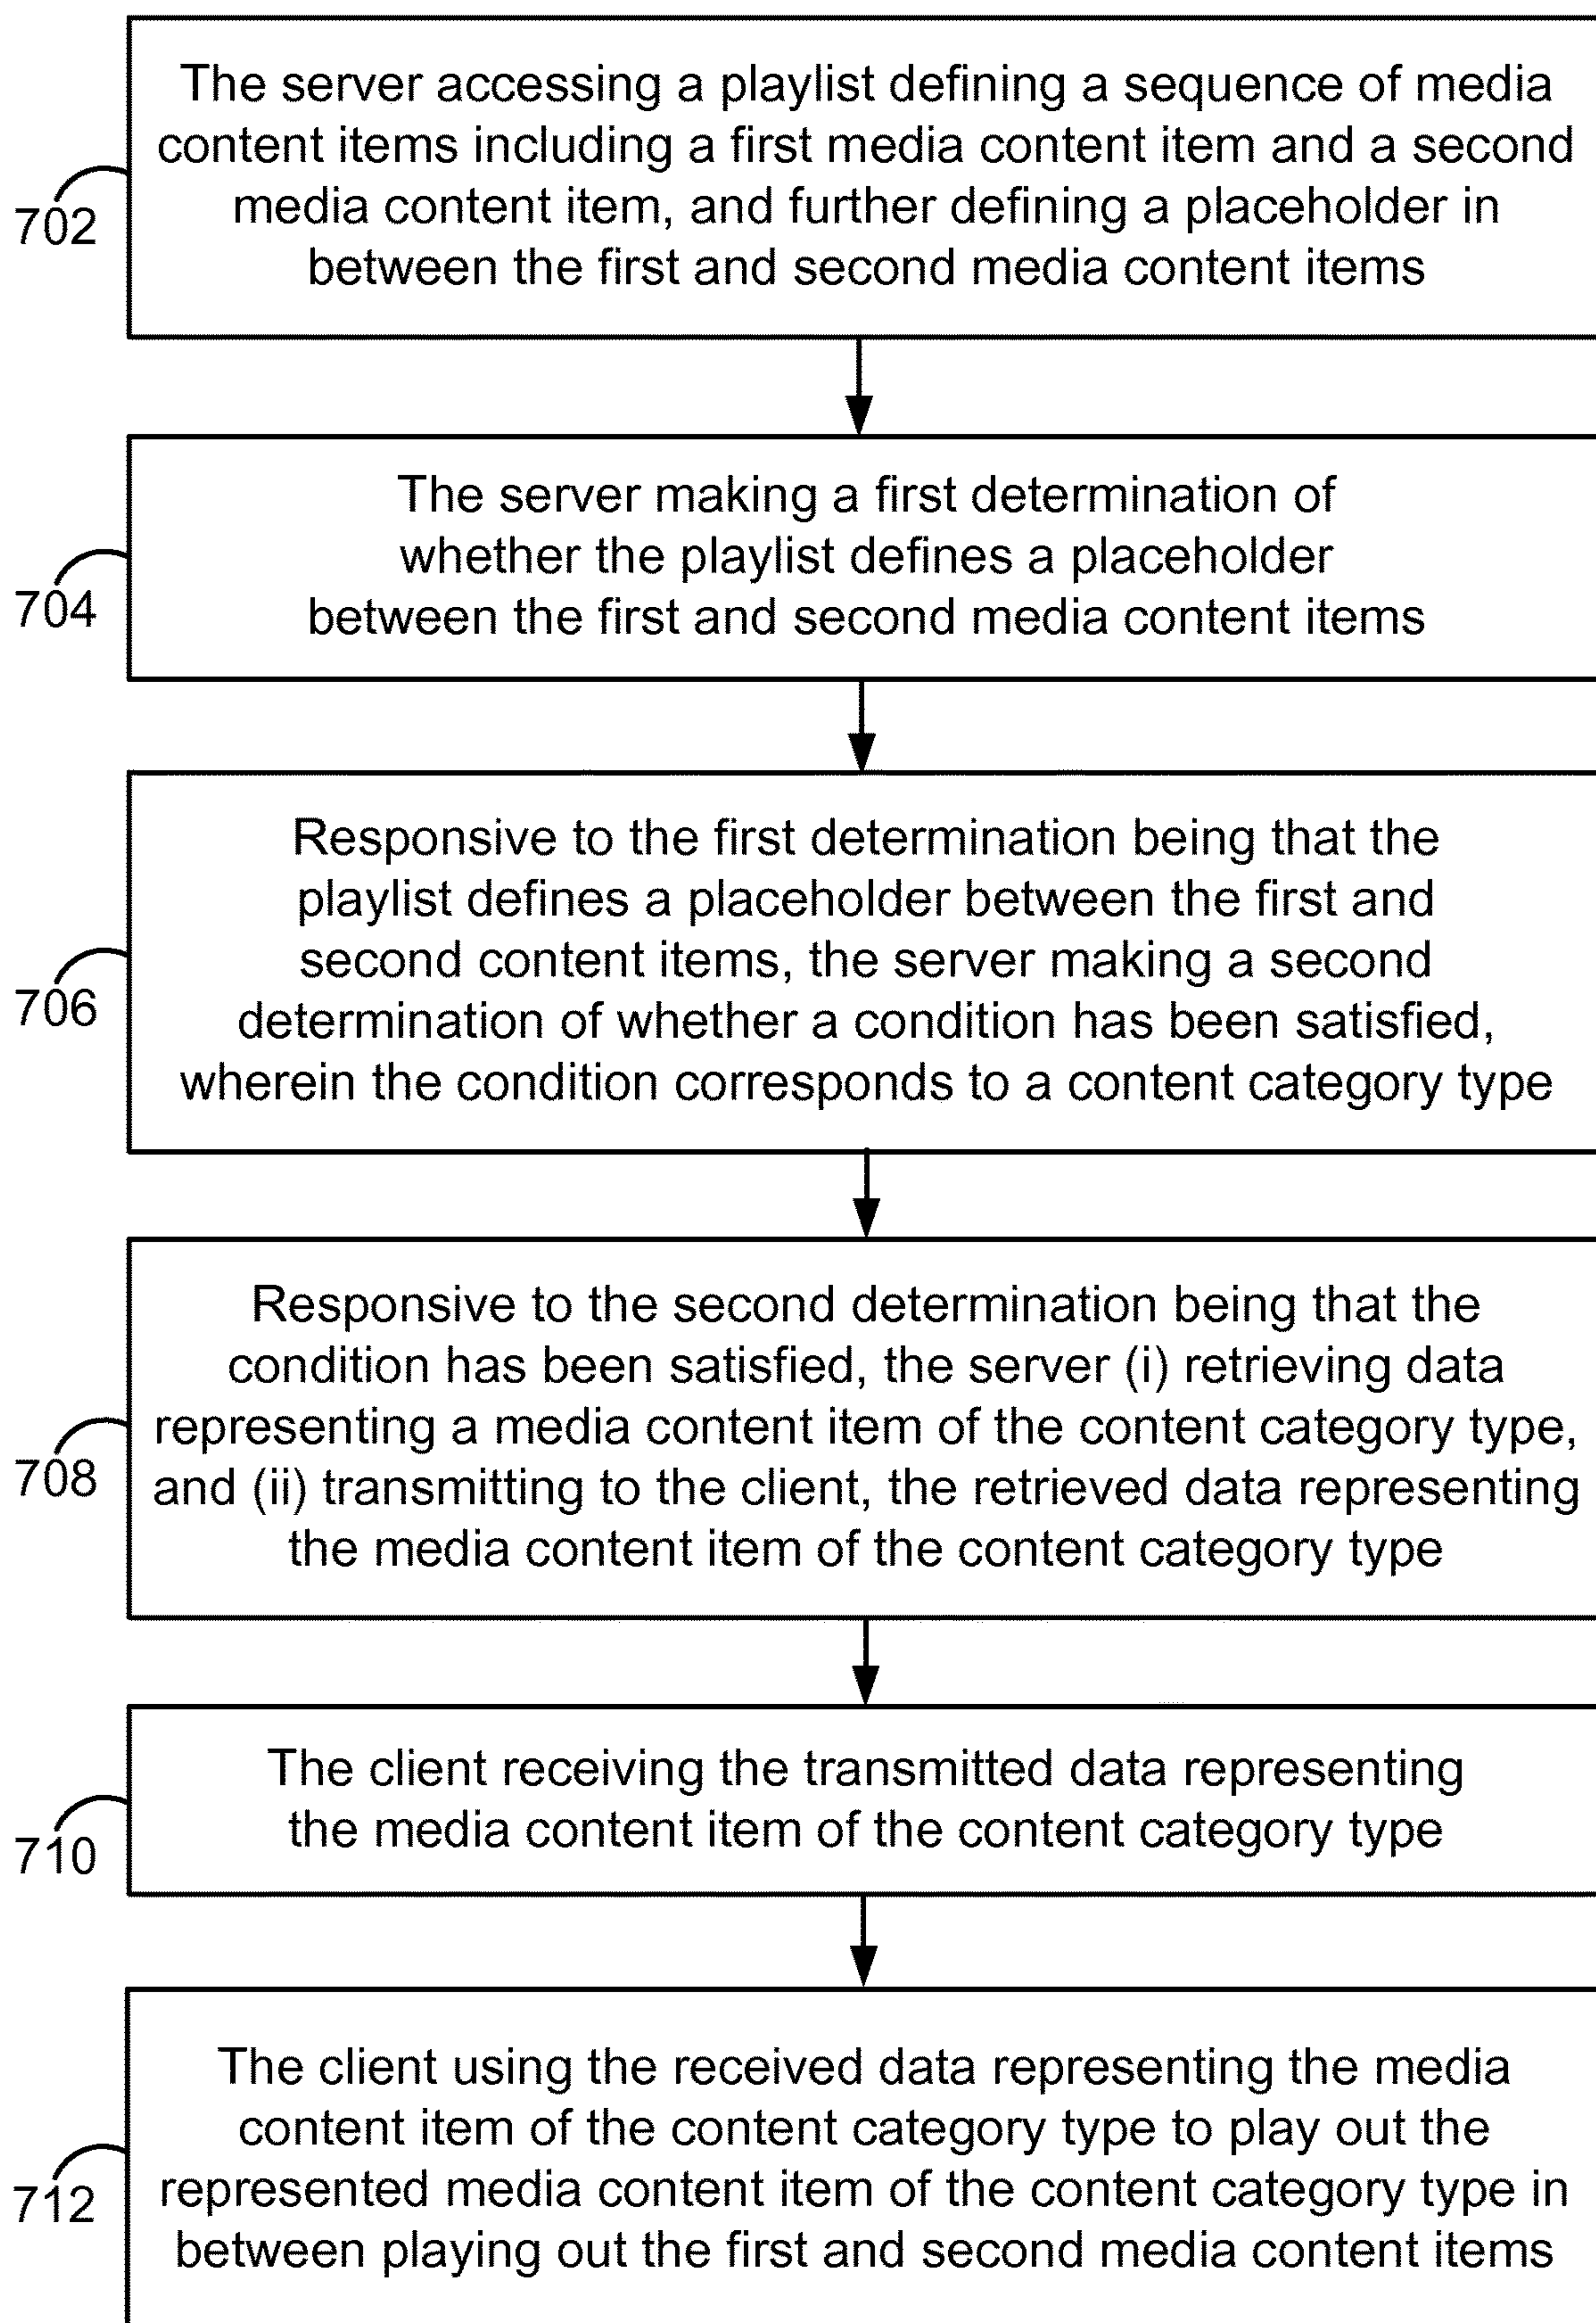 The server accessing a playlist defining a sequence of media
content items including a first media content item and a second
media content item, and further defining a placeholder in
between the first and second media content items
702
The server making a first determination of
whether the playlist defines a placeholder
between the first and second media content items
704
Responsive to the first determination being that the
playlist defines a placeholder between the first and
second content items, the server making a second
determination of whether a condition has been satisfied,
wherein the condition corresponds to a content category type
706
Responsive to the second determination being that the
condition has been satisfied, the server (i) retrieving data
representing a media content item of the content category type,
and (ii) transmitting to the client, the retrieved data representing
the media content item of the content category type
708
The client receiving the transmitted data representing
the media content item of the content category type
710
The client using the received data representing the media
content item of the content category type to play out the
represented media content item of the content category type in
between playing out the first and second media content items
712